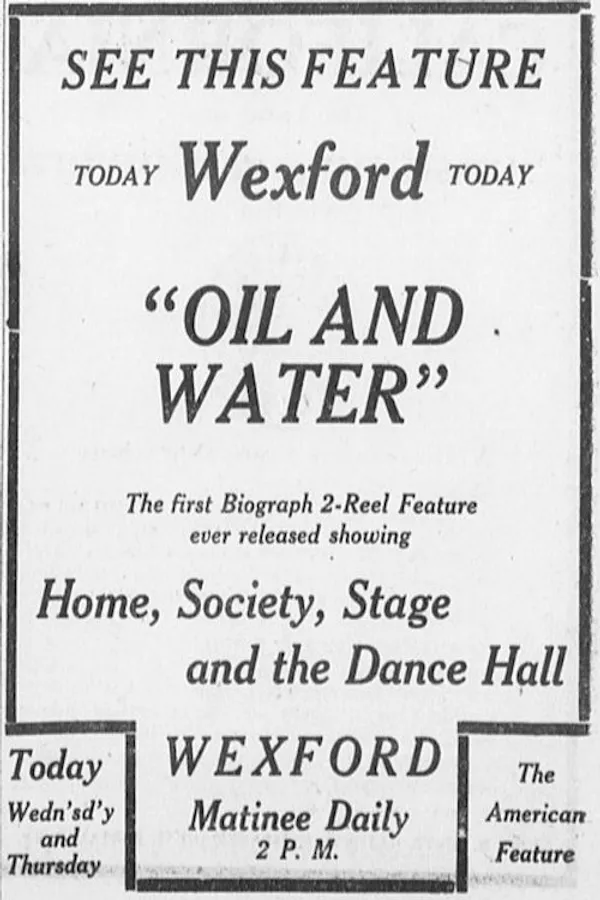 SEE THIS FEATURE
TODAY Wexford TODAY
"OIL AND
WATER"
The first Biograph 2-Reel Feature
ever released showing
Home, Society, Stage
and the Dance Hall
Today
Wedn'sd'y
and
Thursday
WEXFORD
Matinee Daily
2 P. M.
The
American
Feature